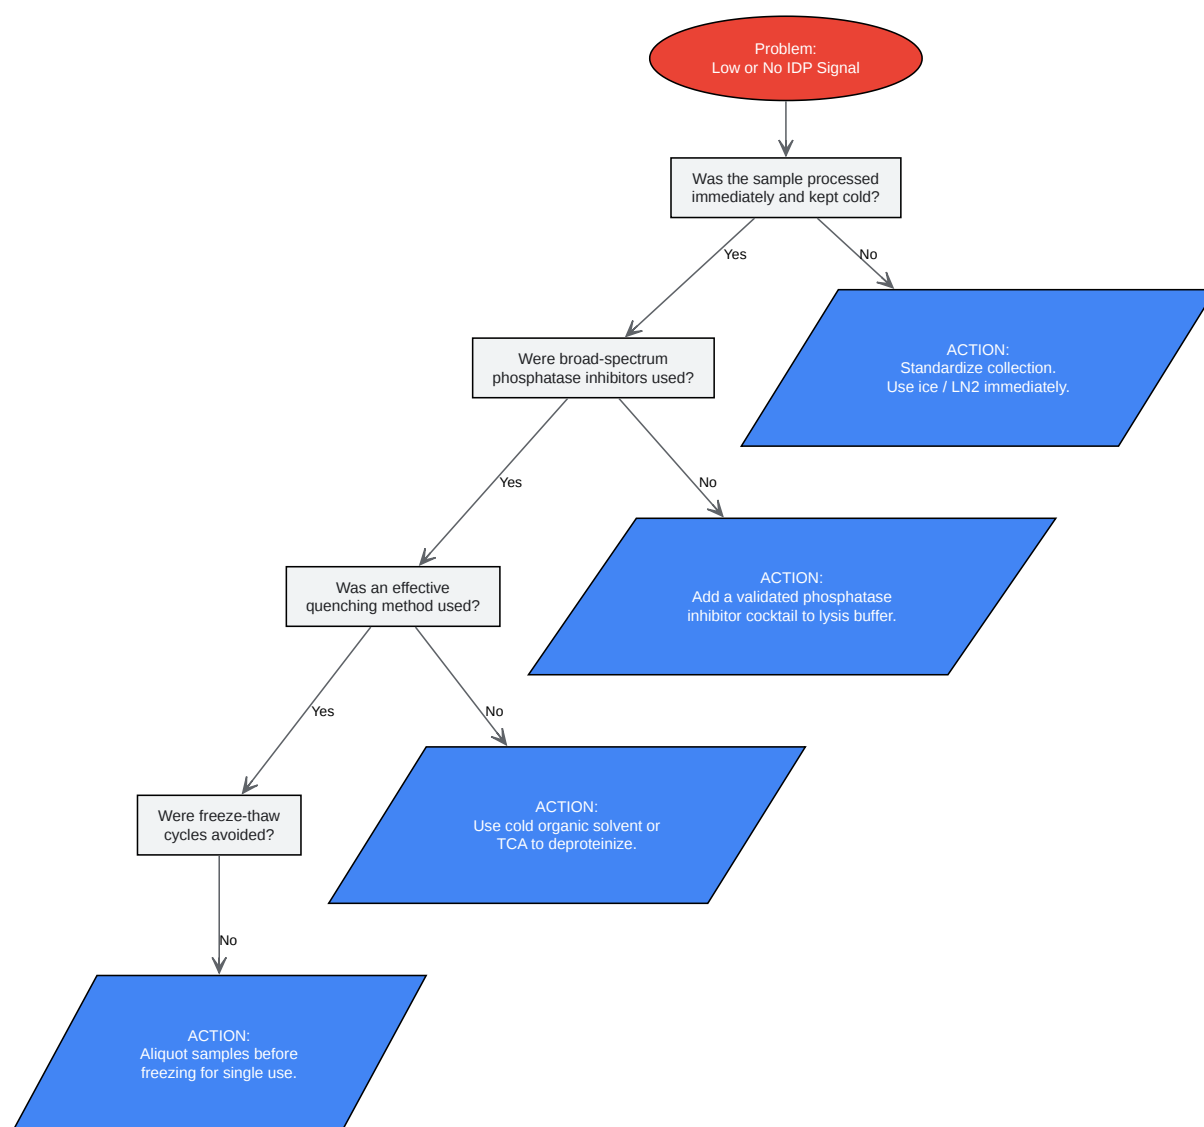 Problem:
Low or No IDP Signal
Was the sample processed
immediately and kept cold?
Yes
No
ACTION:
Standardize collection.
Use ice / LN2 immediately.
Were broad-spectrum
phosphatase inhibitors used?
Yes
No
ACTION:
Add a validated phosphatase
inhibitor cocktail to lysis buffer.
Was an effective
quenching method used?
Yes
No
ACTION:
Use cold organic solvent or
TCA to deproteinize.
Were freeze-thaw
cycles avoided?
No
ACTION:
Aliquot samples before
freezing for single use.